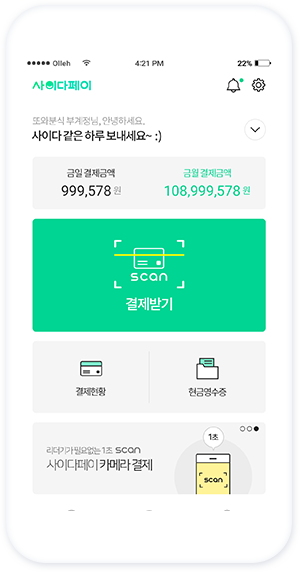 Olleh 4:21 PM 22%
사이다페이
또와분식 부계정님, 안녕하세요.
사이다 같은 하루 보내세요~ :)
금일 결제금액 금월 결제금액
999,578 원 108,999,578 원
scan
결제받기
결제현황 현금영수증
1초
리더기가 필요없는 1초 scan
사이다페이 카메라 결제
scan